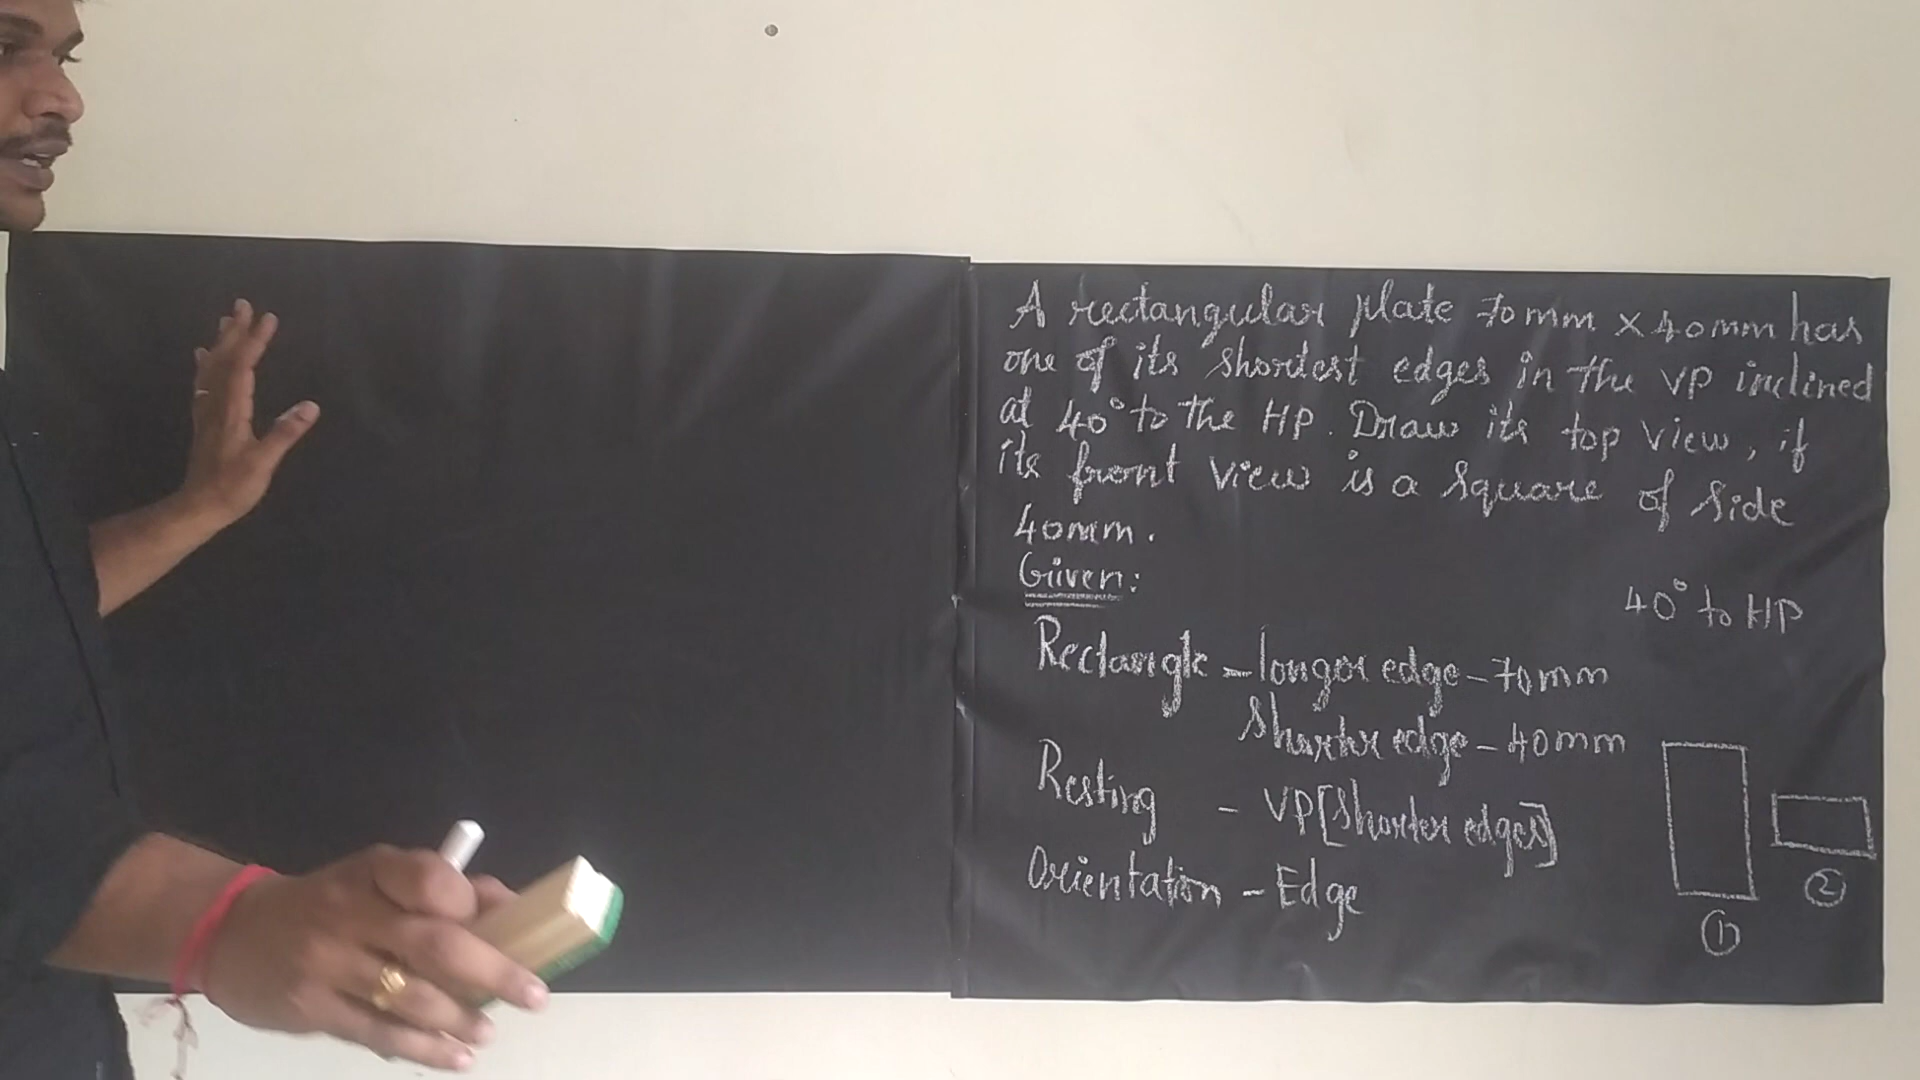 A rectangular plate 70mm x 40mm has
one of its shortest edges in the VP inclined
at 40° to the HP. Draw its top view, if
its front view is a square of side
40mm.
Given:
40° to HP
Rectangle - longer edge - 70mm
Shorter edge - 40mm
Resting - VP[Shorter edges]
Orientation - Edge
①
②